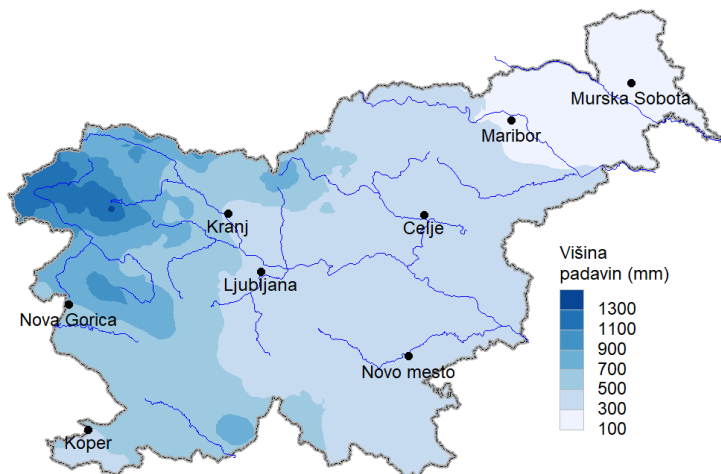 Murska Sobota
Maribor
Kranj
Celje
Ljubljana
Nova Gorica
Novo mesto
Koper
Višina
padavin (mm)
1300
1100
900
700
500
300
100